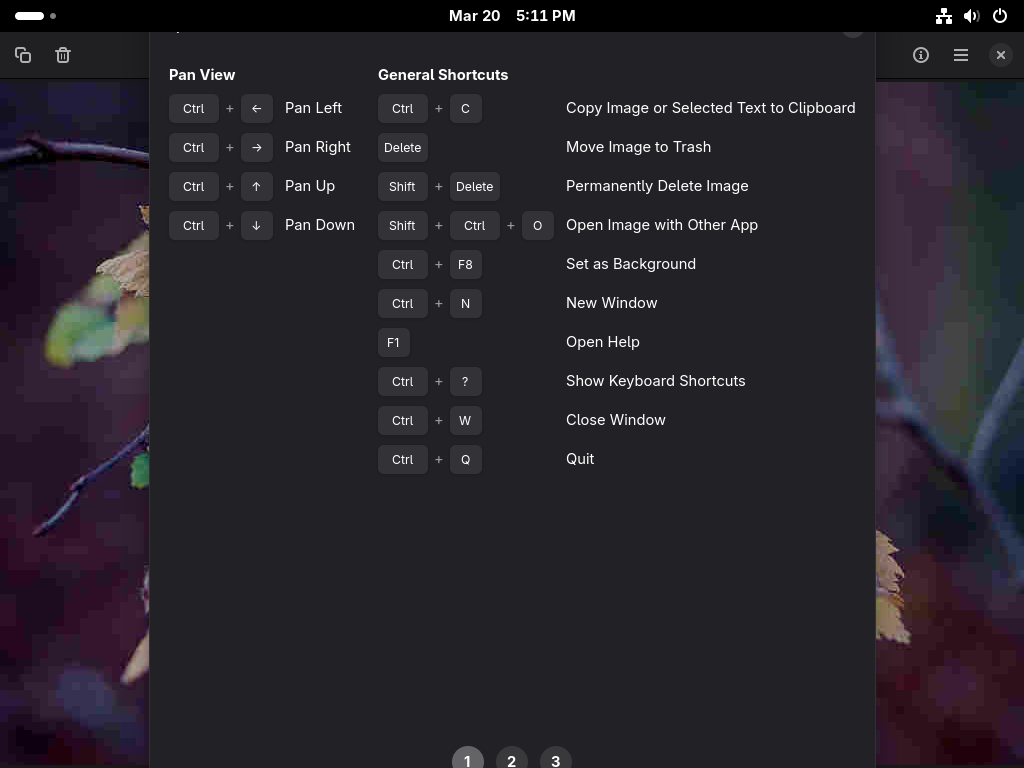 Mar 20 5:11 PM
Pan View
Ctrl + ← Pan Left
Ctrl + → Pan Right
Ctrl + ↑ Pan Up
Ctrl + ↓ Pan Down
General Shortcuts
Ctrl + C Copy Image or Selected Text to Clipboard
Delete Move Image to Trash
Shift + Delete Permanently Delete Image
Shift + Ctrl + O Open Image with Other App
Ctrl + F8 Set as Background
Ctrl + N New Window
F1 Open Help
Ctrl + ? Show Keyboard Shortcuts
Ctrl + W Close Window
Ctrl + Q Quit
1 2 3